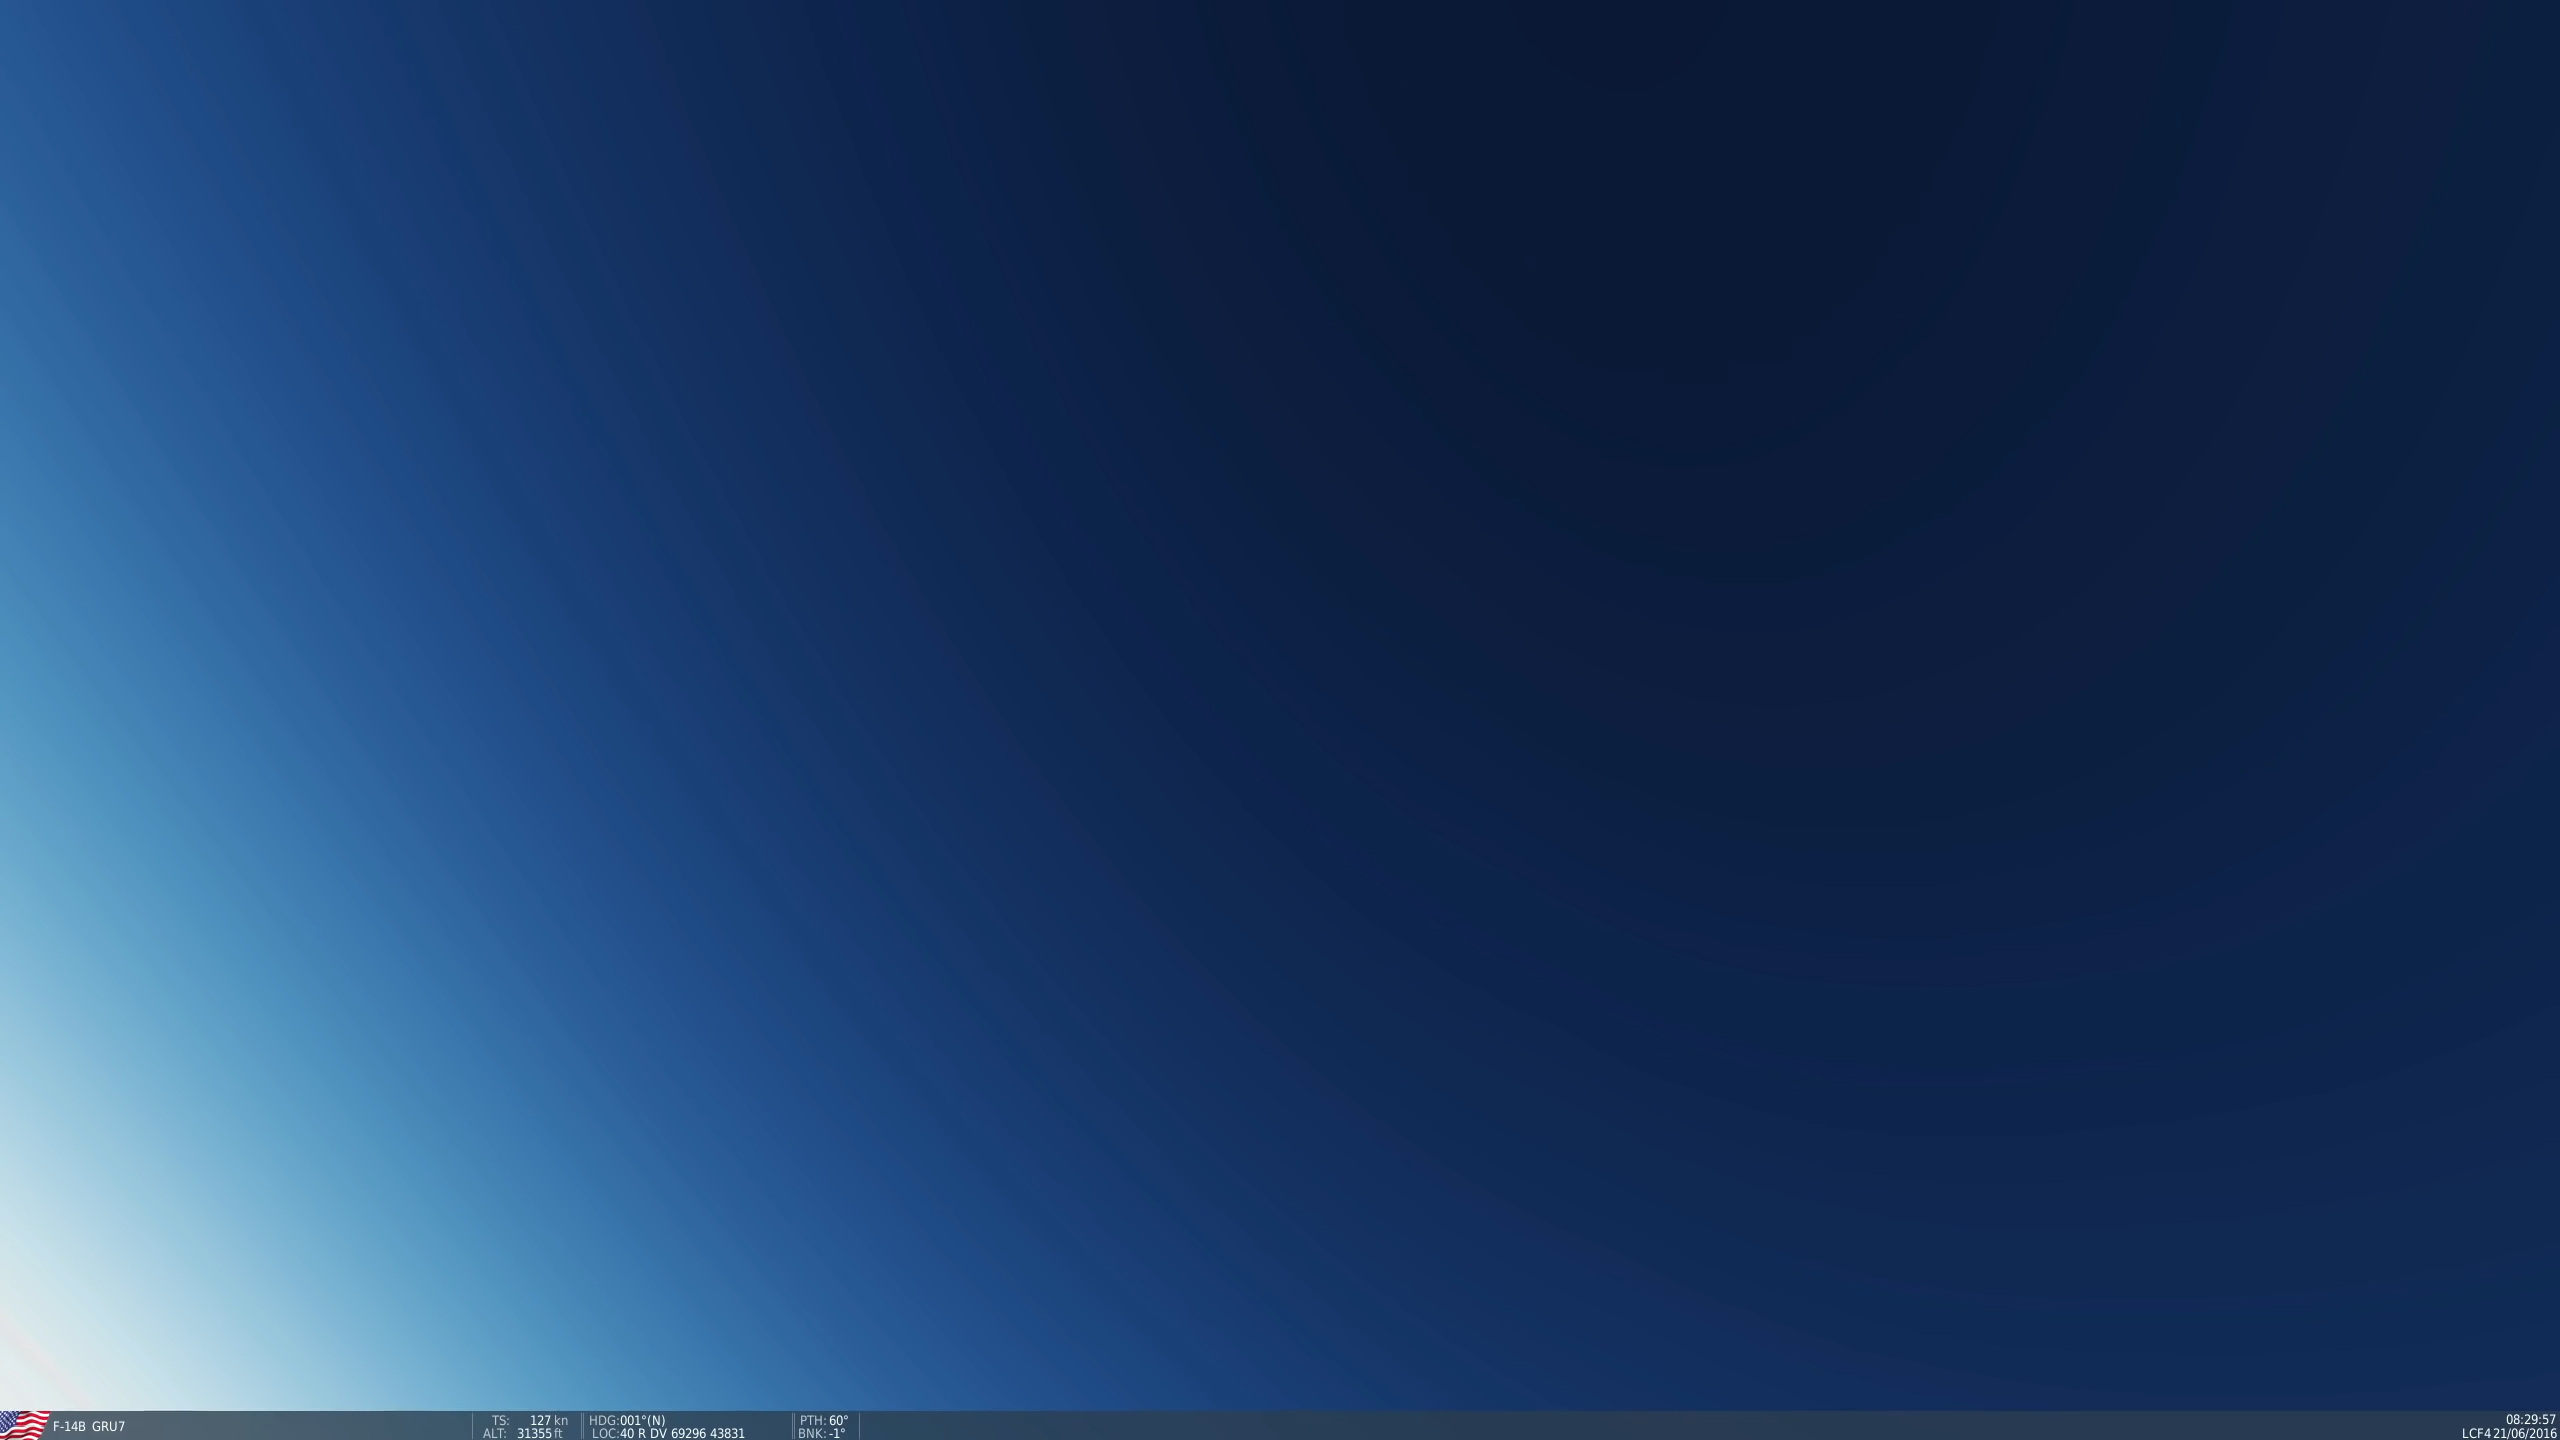 F-14B GRU7
TS: 127 kn
ALT: 31355 ft
HDG:001°(N)
LOC:40 R DV 69296 43831
PTH: 60°
BNK: -1°
08:29:57
LCF4 21/06/2016